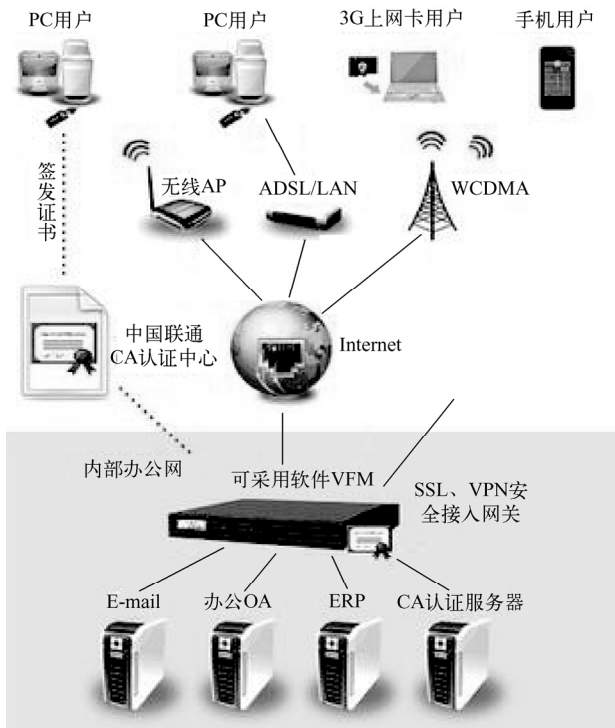 PC用户
PC用户
3G上网卡用户
手机用户
签发证书
无线AP
ADSL/LAN
WCDMA
中国联通
CA认证中心
Internet
内部办公网
可采用软件VFM
SSL、VPN安
全接入网关
E-mail
办公OA
ERP
CA认证服务器